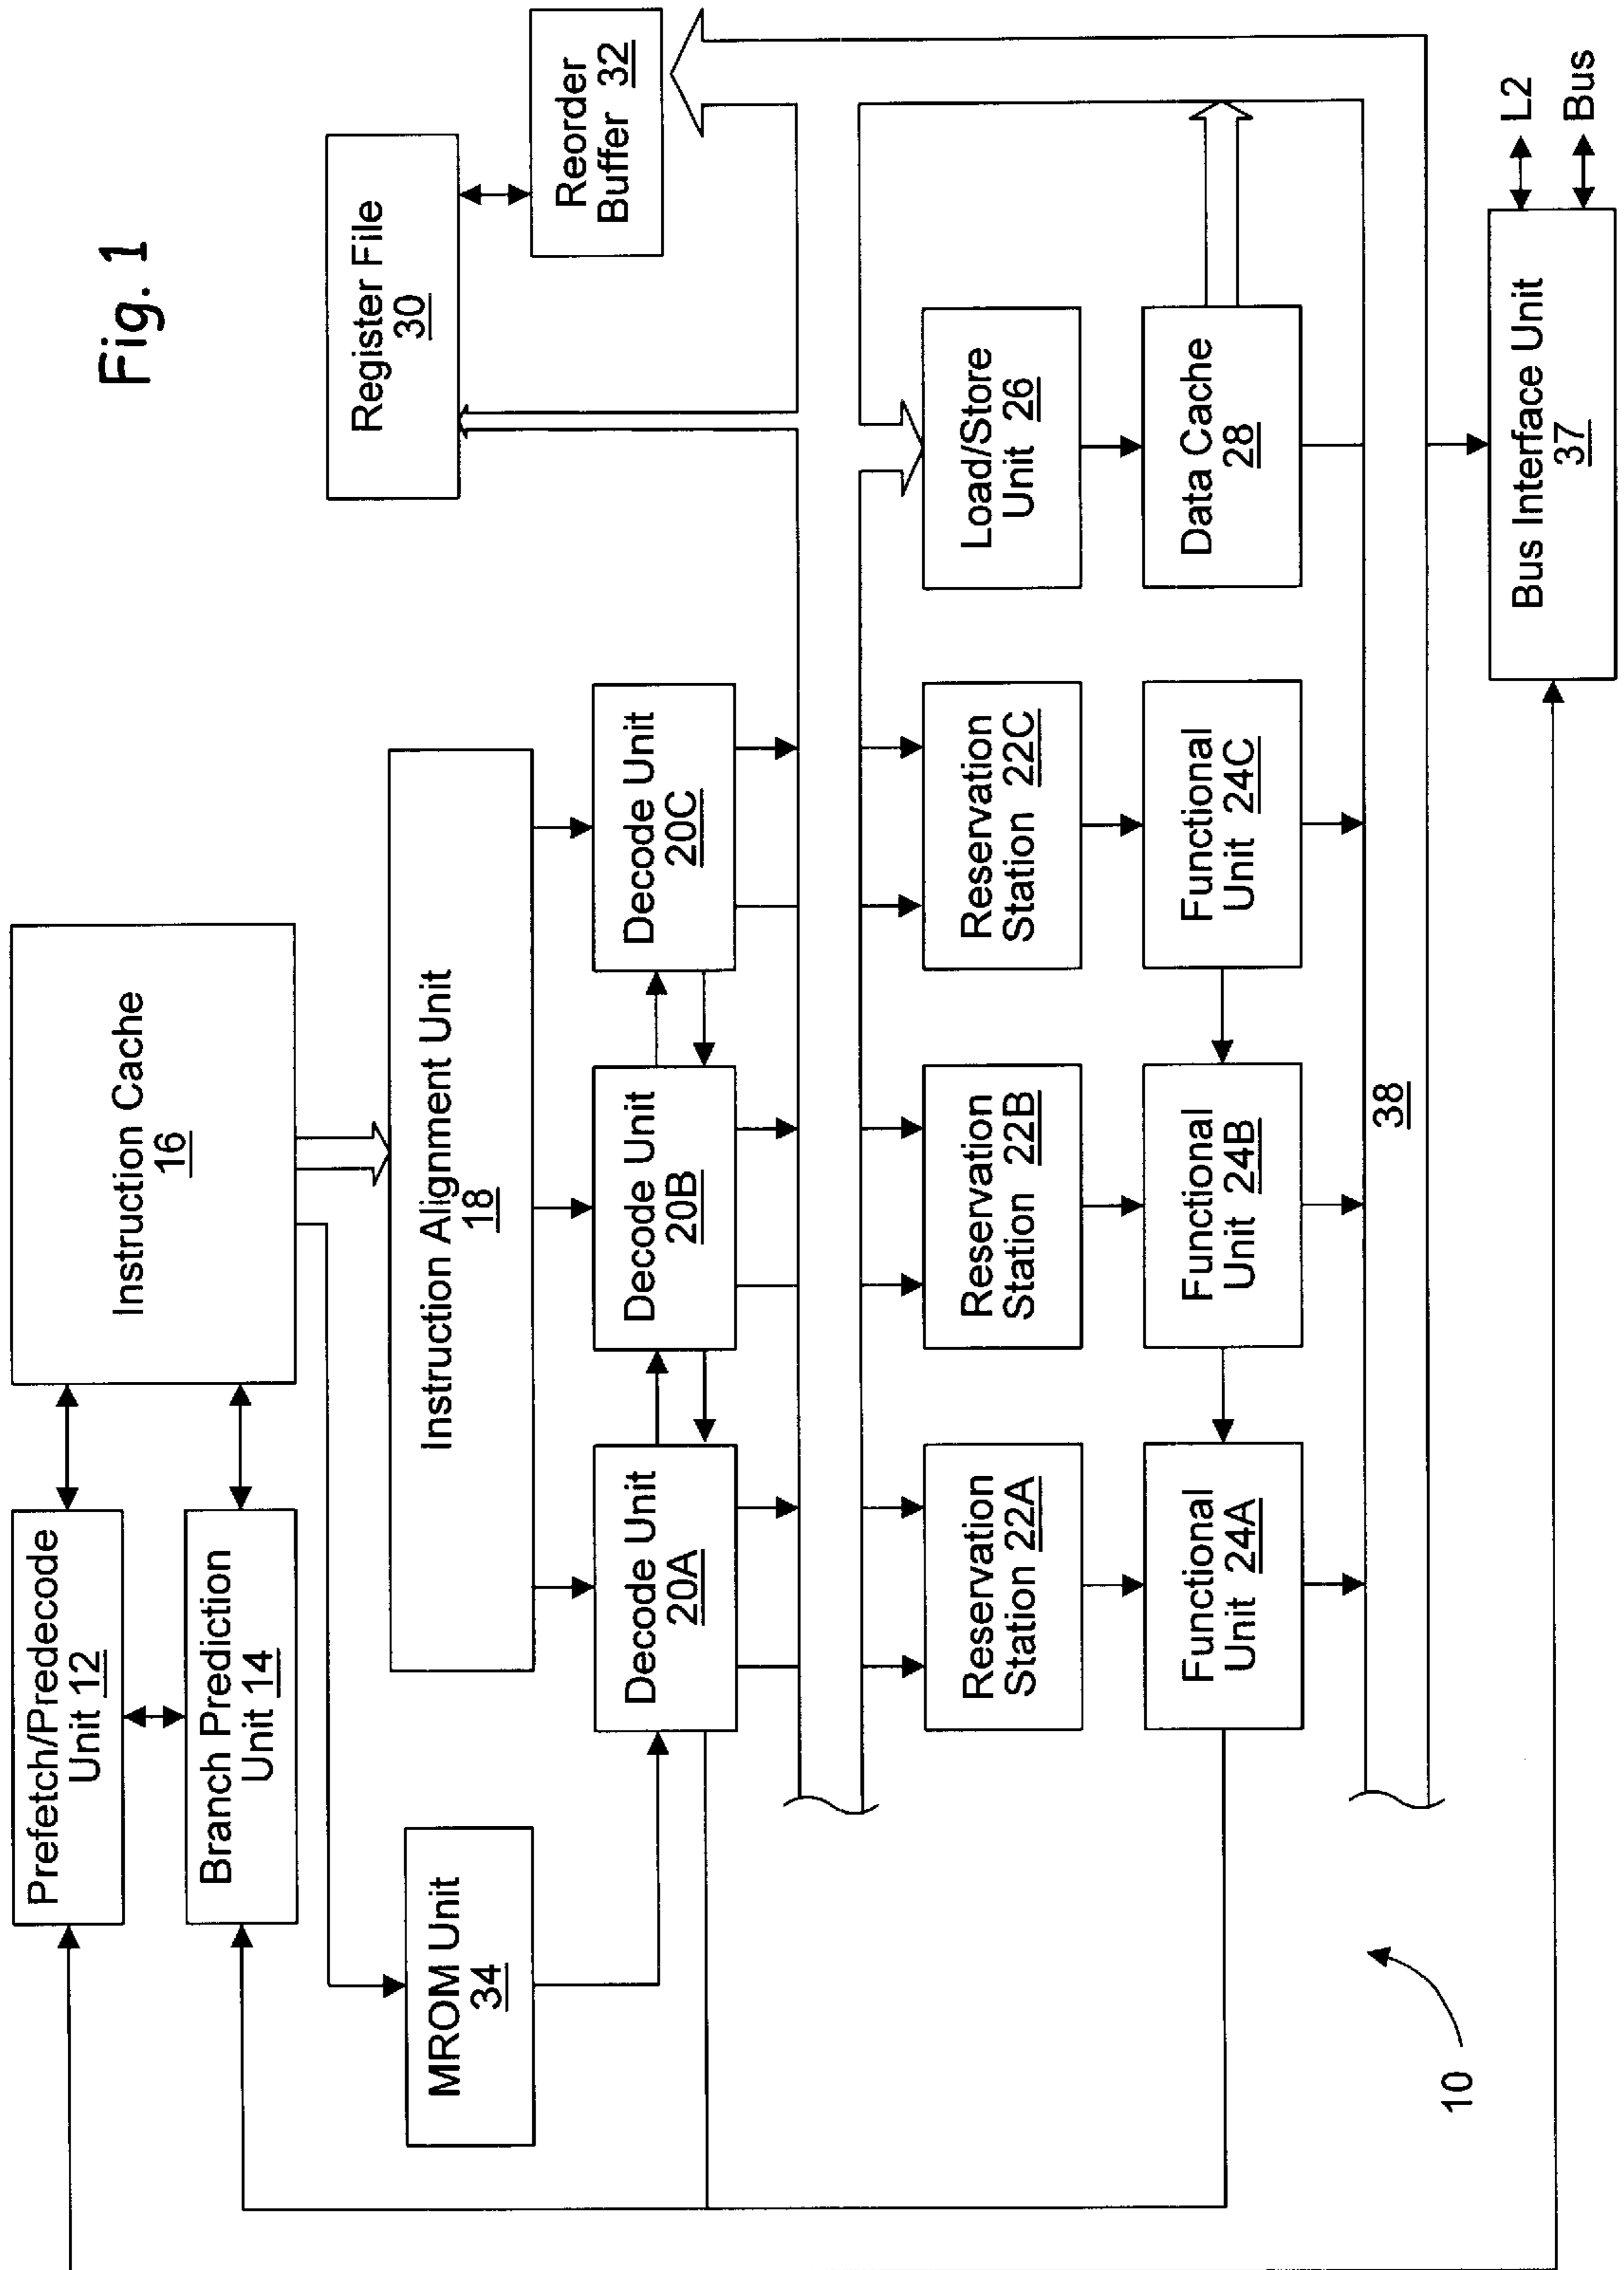 Fig. 1
Prefetch/Predecode
Unit 12
Branch Prediction
Unit 14
Instruction Cache
16
Register File
30
Reorder
Buffer 32
MROM Unit
34
Instruction Alignment Unit
18
Decode Unit
20A
Decode Unit
20B
Decode Unit
20C
Reservation
Station 22A
Reservation
Station 22B
Reservation
Station 22C
Load/Store
Unit 26
Functional
Unit 24A
Functional
Unit 24B
Functional
Unit 24C
Data Cache
28
38
10
Bus Interface Unit
37
L2
Bus